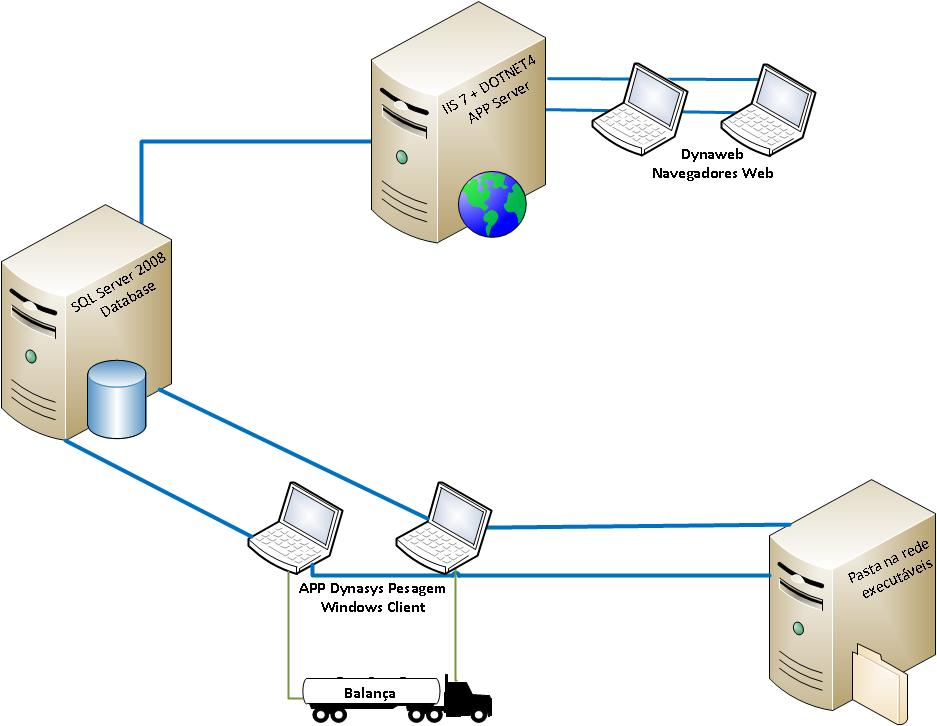 IIS 7 + DOTNET4
APP Server
Dynaweb
Navegadores Web
SQL Server 2008
Database
APP Dynasys Pesagem
Windows Client
Pasta na rede
executáveis
Balança